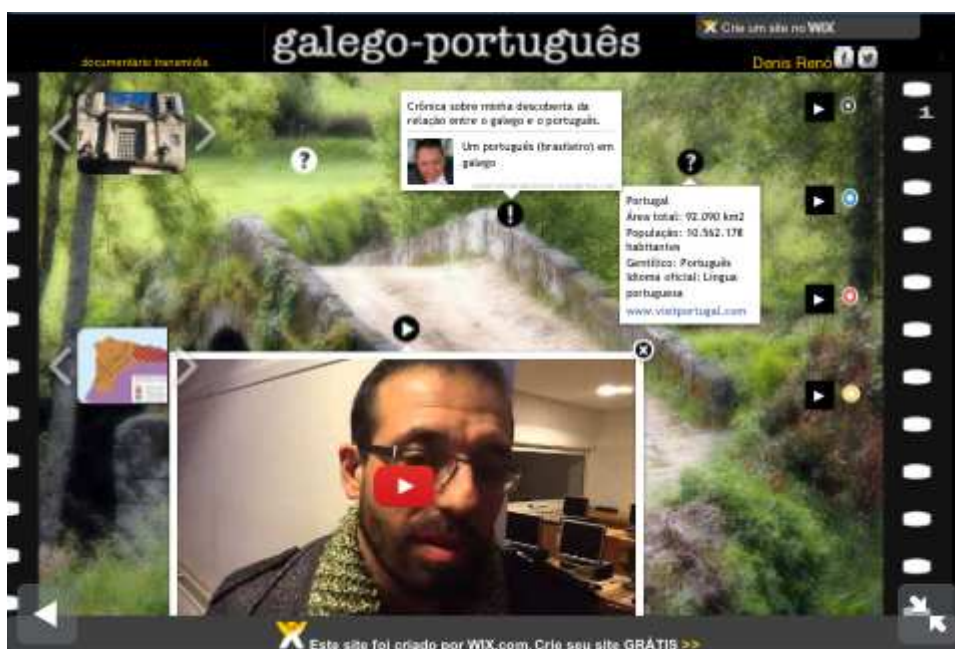 galego-português
Crie um site no WIX
documentário transmídia
Denis Renó
1
Crônica sobre minha descoberta da
relação entre o galego e o português.
Um português (brasileiro) em
galego
Portugal
Área total: 92.090 km2
População: 10.562.178
habitantes
Gentílico: Português
Idioma oficial: Língua
portuguesa
www.visitportugal.com
Este site foi criado por WIX.com. Crie seu site GRÁTIS >>